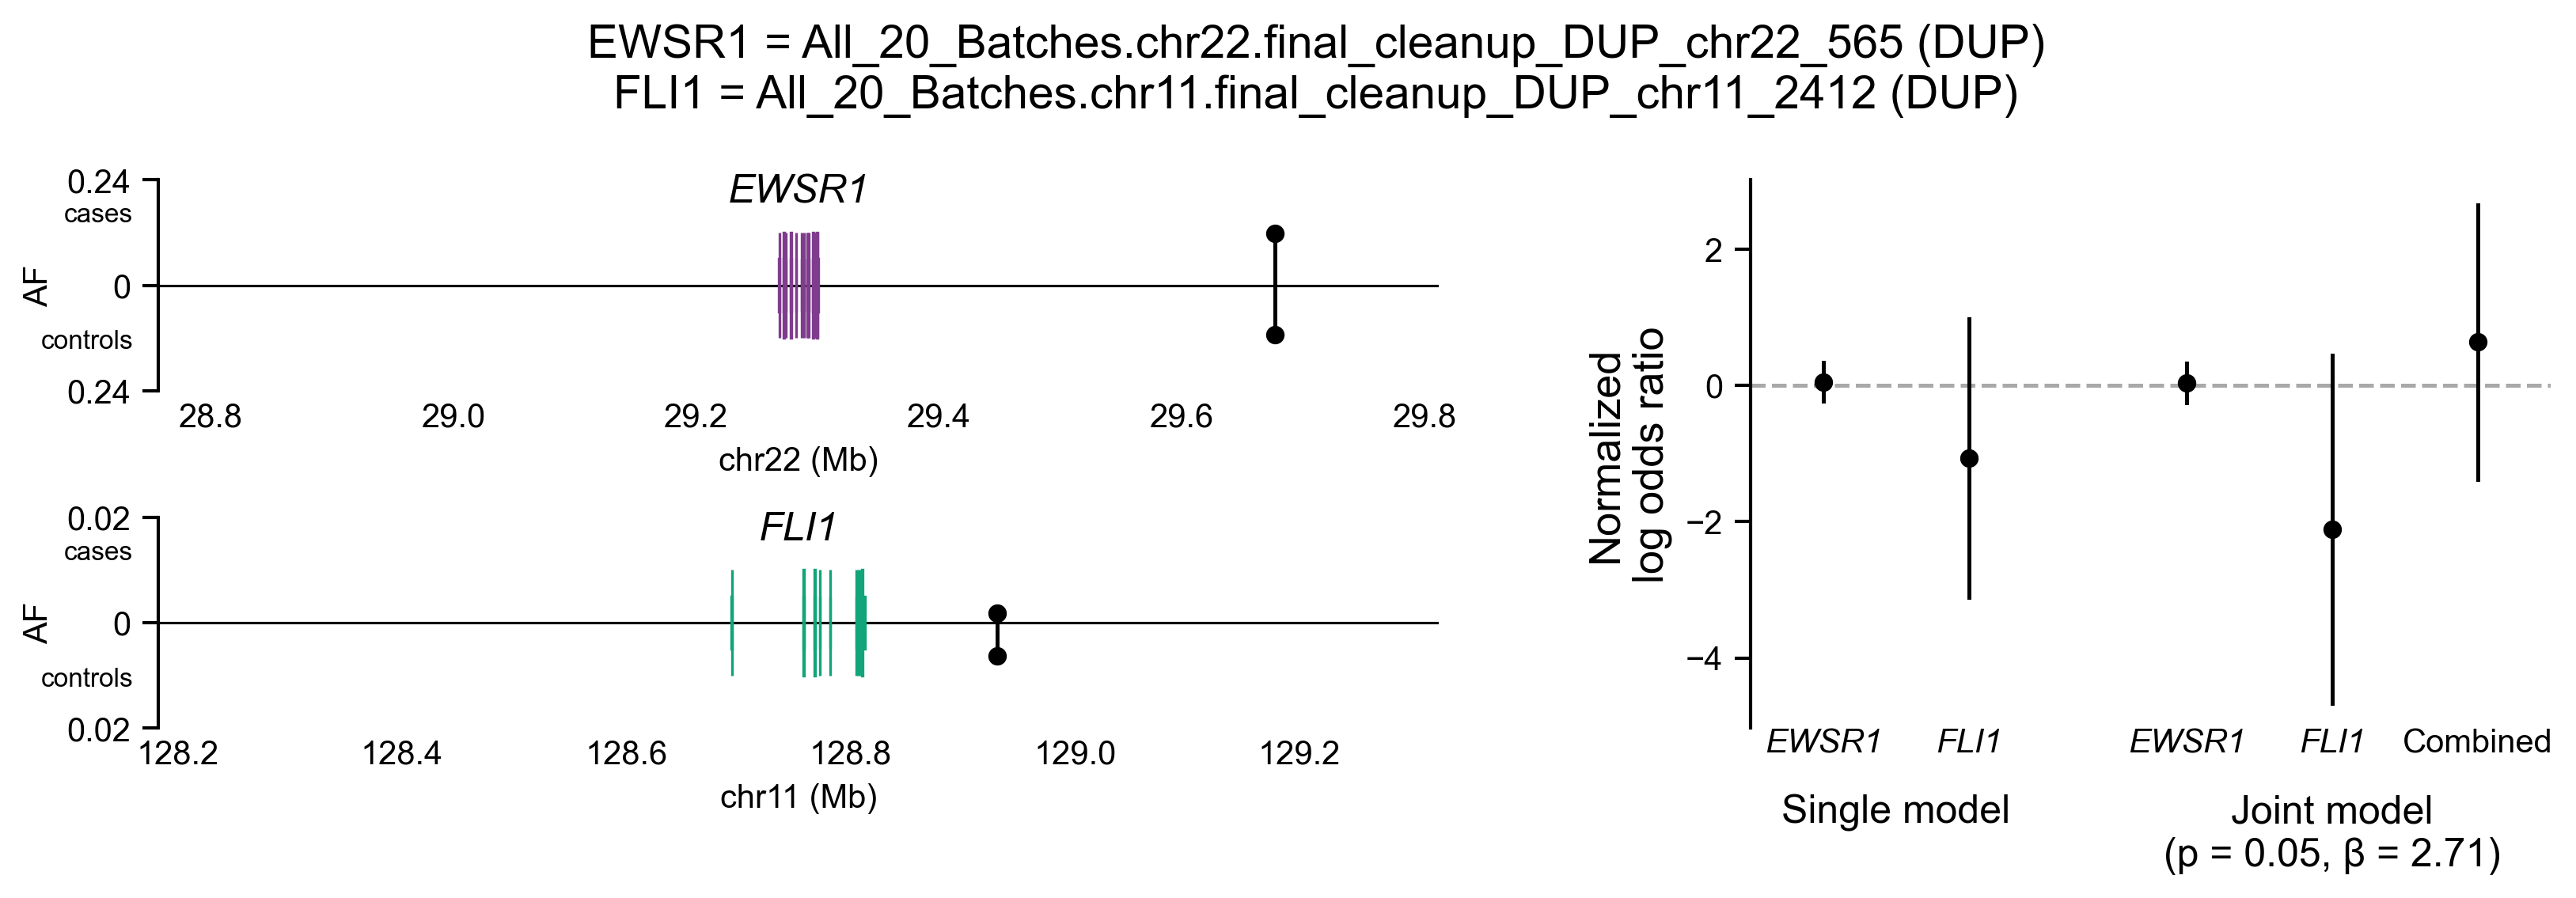 EWSR1 = All_20_Batches.chr22.final_cleanup_DUP_chr22_565 (DUP)
FLI1 = All_20_Batches.chr11.final_cleanup_DUP_chr11_2412 (DUP)
EWSR1
0.24
cases
AF
0
controls
0.24
28.8 29.0 29.2 29.4 29.6 29.8
chr22 (Mb)
FLI1
0.02
cases
AF
0
controls
0.02
128.2 128.4 128.6 128.8 129.0 129.2
chr11 (Mb)
Normalized
log odds ratio
2
0
−2
−4
EWSR1 FLI1 EWSR1 FLI1 Combined
Single model
Joint model
(p = 0.05, β = 2.71)